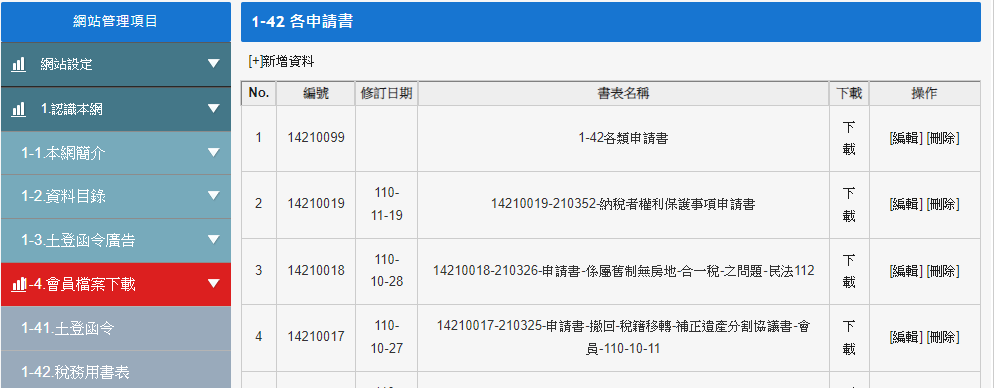 網站管理項目
網站設定
1.認識本網
1-1.本網簡介
1-2.資料目錄
1-3.土登函令廣告
-4.會員檔案下載
1-41.土登函令
1-42.稅務用書表
1-42 各申請書
[+]新增資料
No. 編號 修訂日期 書表名稱 下載 操作
1 14210099 1-42各類申請書 下載 [編輯] [刪除]
2 14210019 110-11-19 14210019-210352-納稅者權利保護事項申請書 下載 [編輯] [刪除]
3 14210018 110-10-28 14210018-210326-申請書-係屬舊制無房地-合一稅-之問題-民法112 下載 [編輯] [刪除]
4 14210017 110-10-27 14210017-210325-申請書-撤回-稅籍移轉-補正遺產分割協議書-會員-110-10-11 下載 [編輯] [刪除]